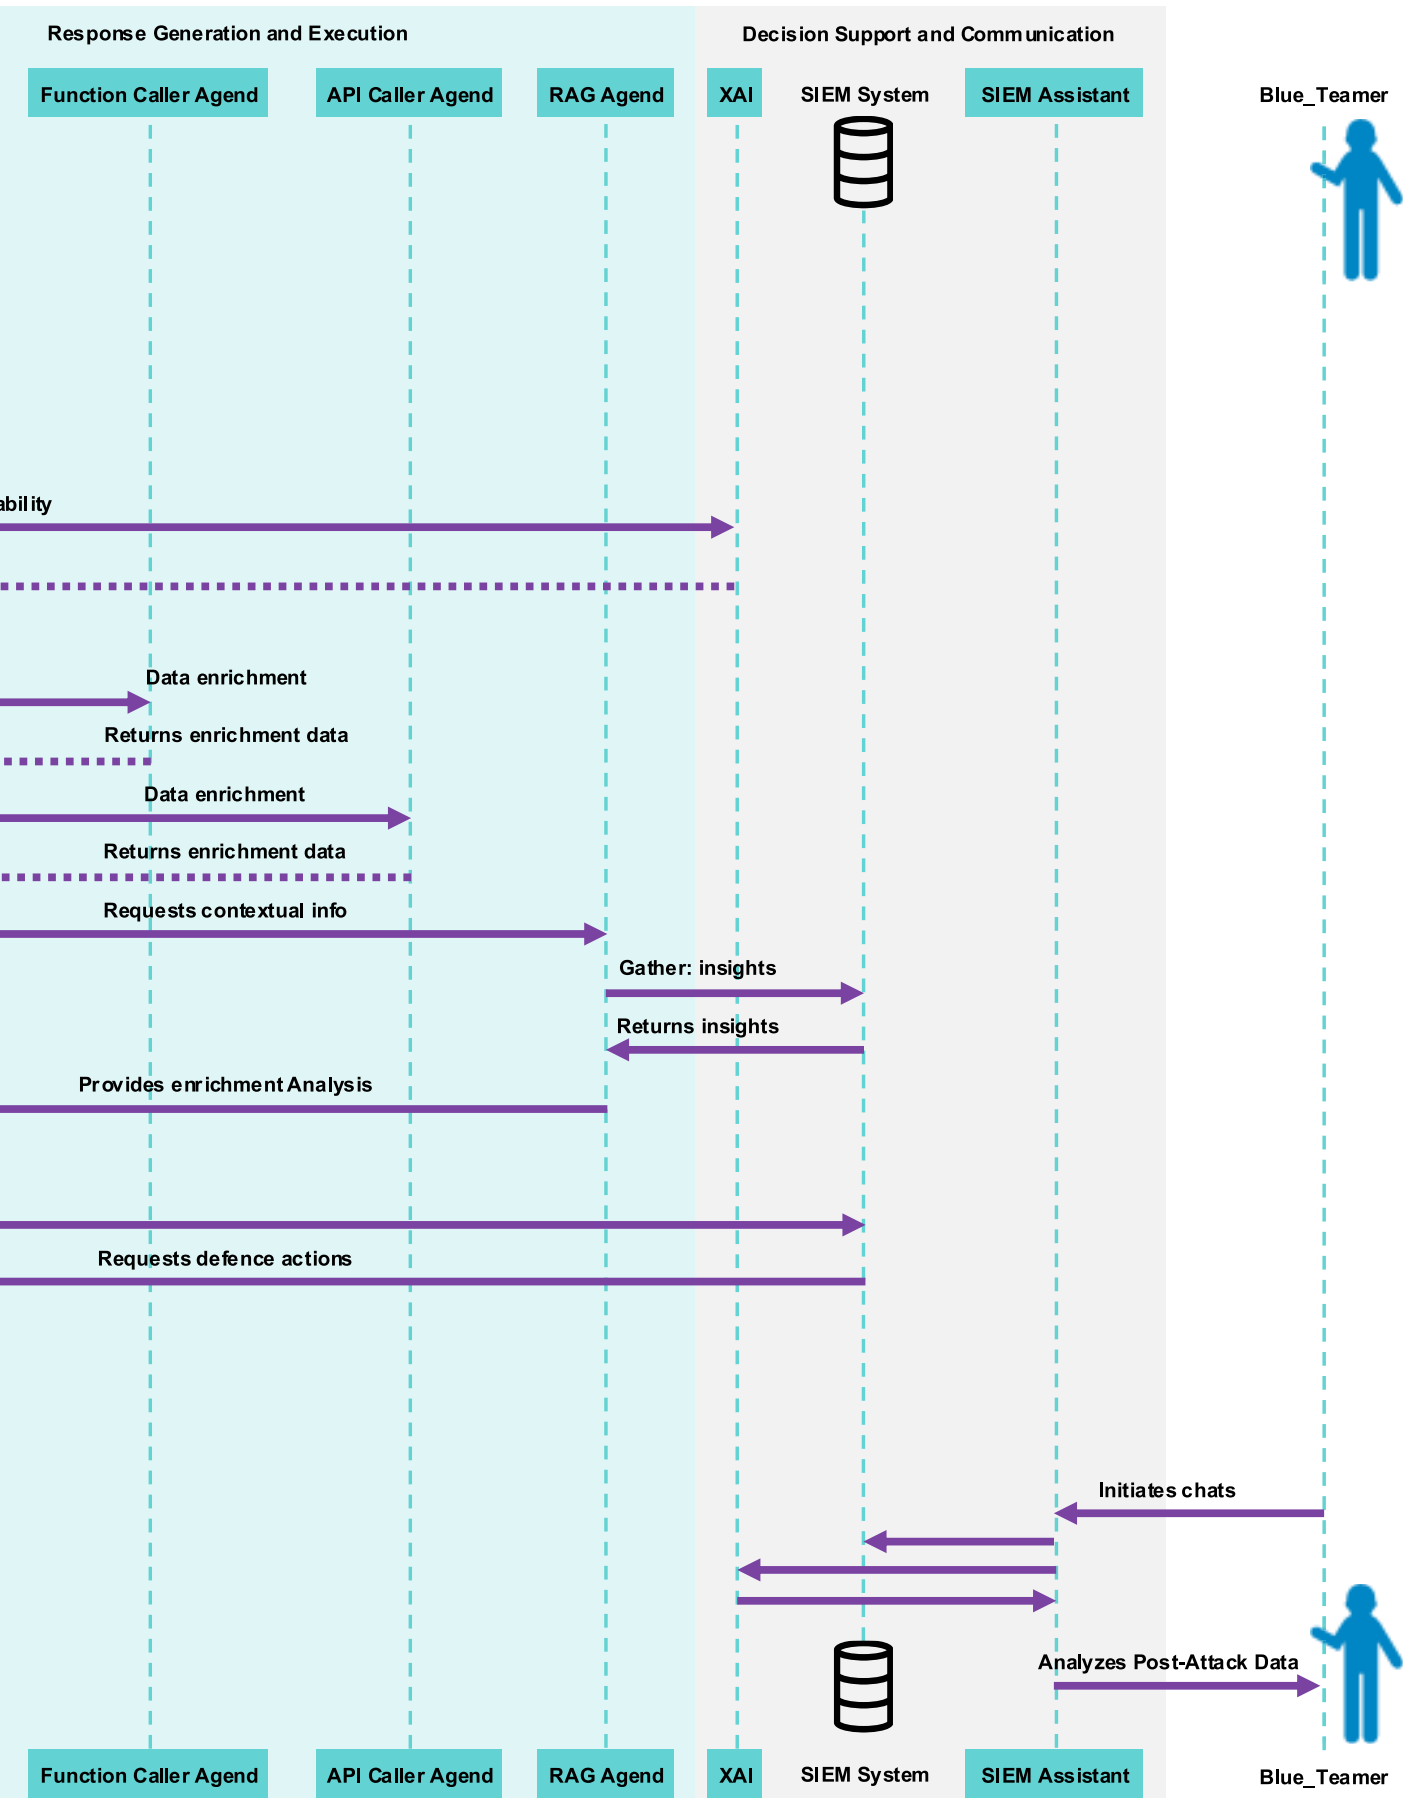 Response Generation and Execution
Decision Support and Communication
Function Caller Agend
API Caller Agend
RAG Agend
XAI
SIEM System
SIEM Assistant
Blue_Teamer
ability
Data enrichment
Returns enrichment data
Data enrichment
Returns enrichment data
Requests contextual info
Gather: insights
Returns insights
Provides enrichment Analysis
Requests defence actions
Initiates chats
Analyzes Post-Attack Data
Function Caller Agend
API Caller Agend
RAG Agend
XAI
SIEM System
SIEM Assistant
Blue_Teamer